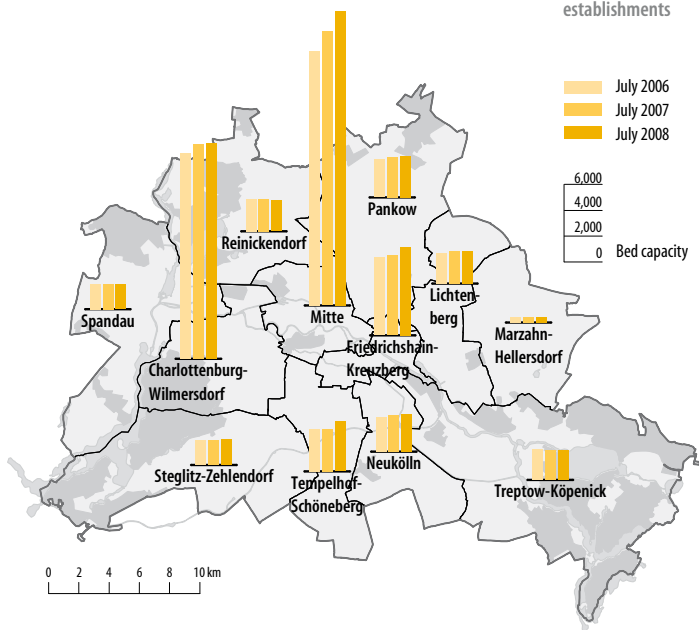 establishments
July 2006
July 2007
July 2008
6,000
4,000
2,000
0 Bed capacity
Pankow
Reinickendorf
Lichten-
berg
Spandau
Mitte
Marzahn-
Hellersdorf
Friedrichshain-
Kreuzberg
Charlottenburg-
Wilmersdorf
Neukölln
Steglitz-Zehlendorf
Tempelhof-
Schöneberg
Treptow-Köpenick
0 2 4 6 8 10 km